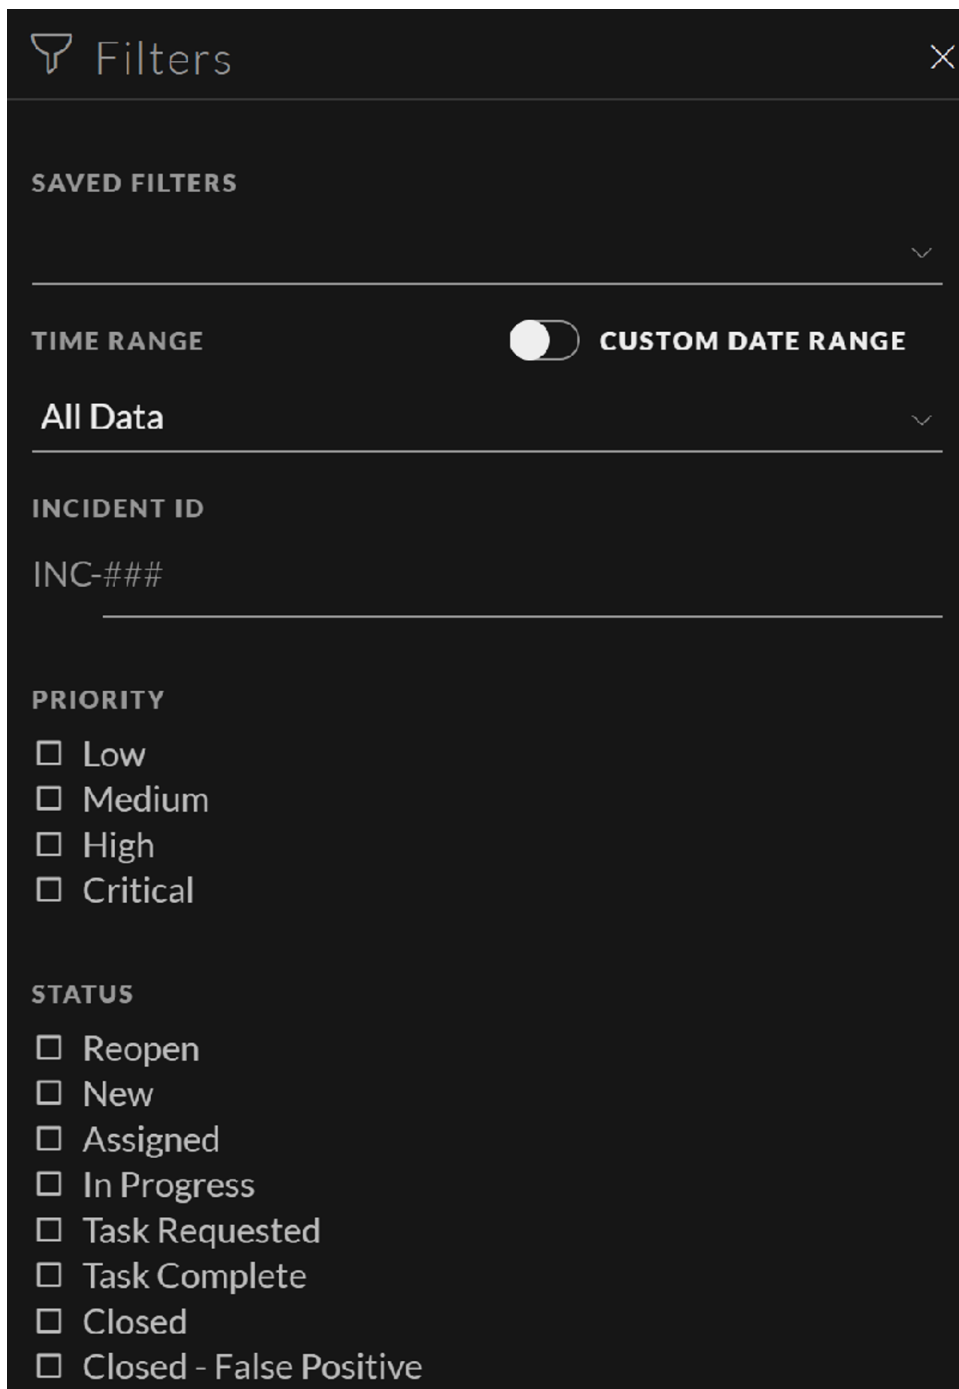 Filters
SAVED FILTERS
TIME RANGE CUSTOM DATE RANGE
All Data
INCIDENT ID
INC-###
PRIORITY
Low
Medium
High
Critical
STATUS
Reopen
New
Assigned
In Progress
Task Requested
Task Complete
Closed
Closed - False Positive